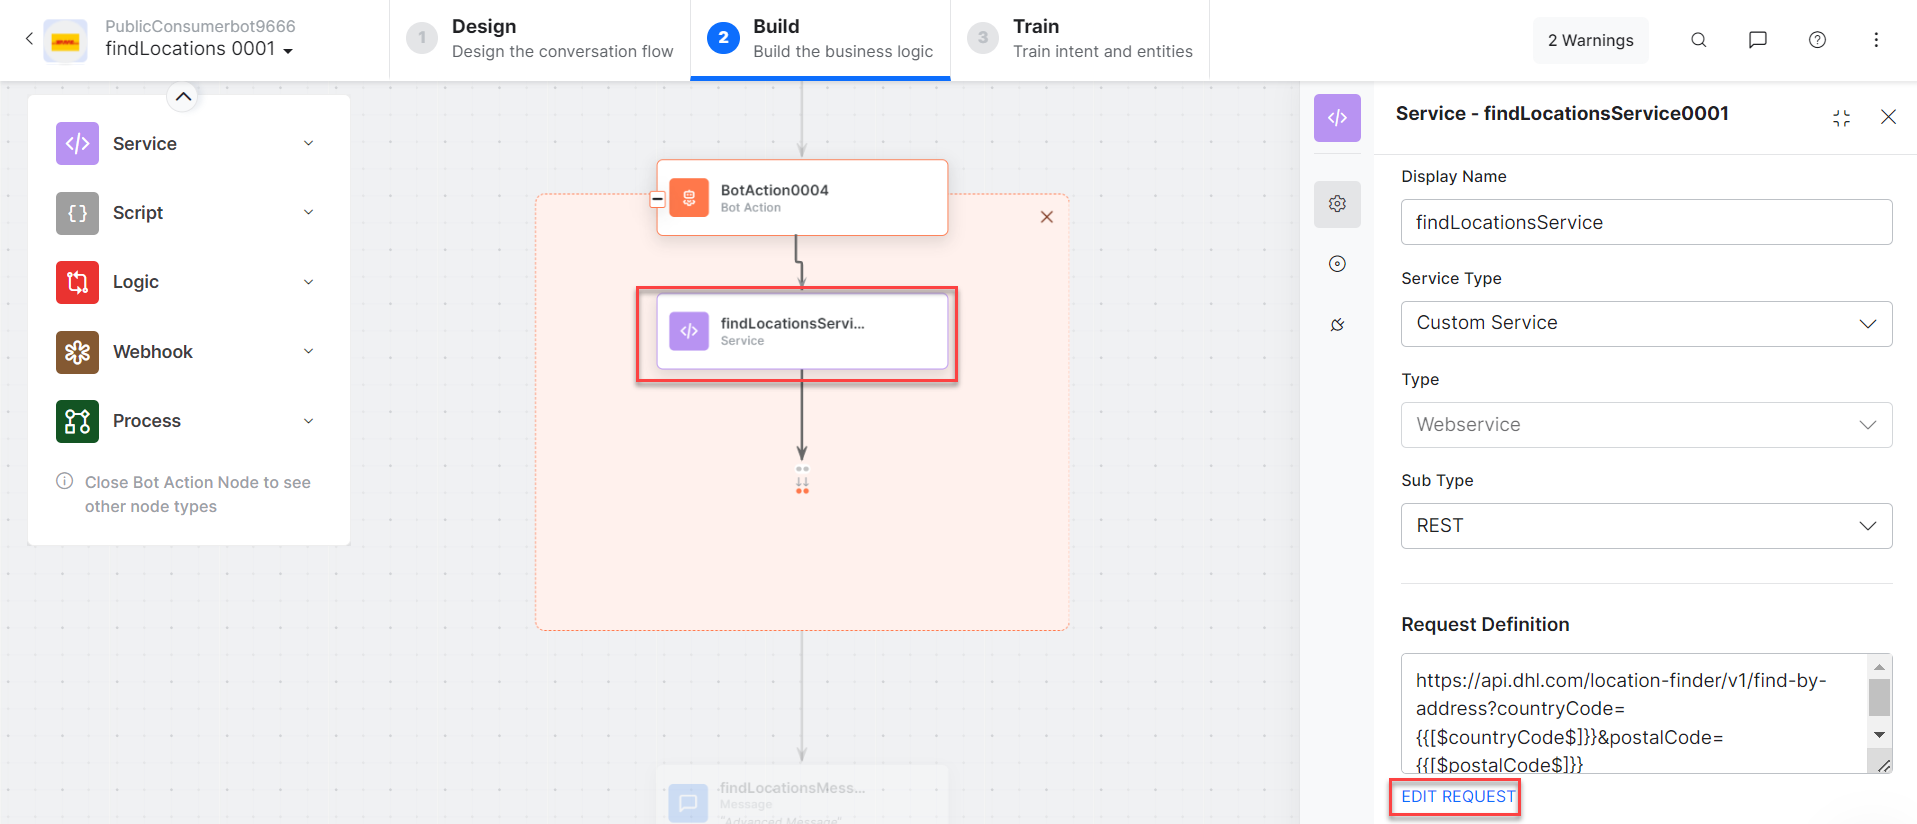 PublicConsumerbot9666
findLocations 0001
1
Design
Design the conversation flow
2
Build
Build the business logic
3
Train
Train intent and entities
2 Warnings
Service
Script
Logic
Webhook
Process
Close Bot Action Node to see
other node types
BotAction0004
Bot Action
findLocationsServi...
Service
findLocationsMess...
Message
"Advanced Message"
Service - findLocationsService0001
Display Name
findLocationsService
Service Type
Custom Service
Type
Webservice
Sub Type
REST
Request Definition
https://api.dhl.com/location-finder/v1/find-by-
address?countryCode=
{{[$countryCode$]}}&postalCode=
{{[$postalCode$]}}
EDIT REQUEST